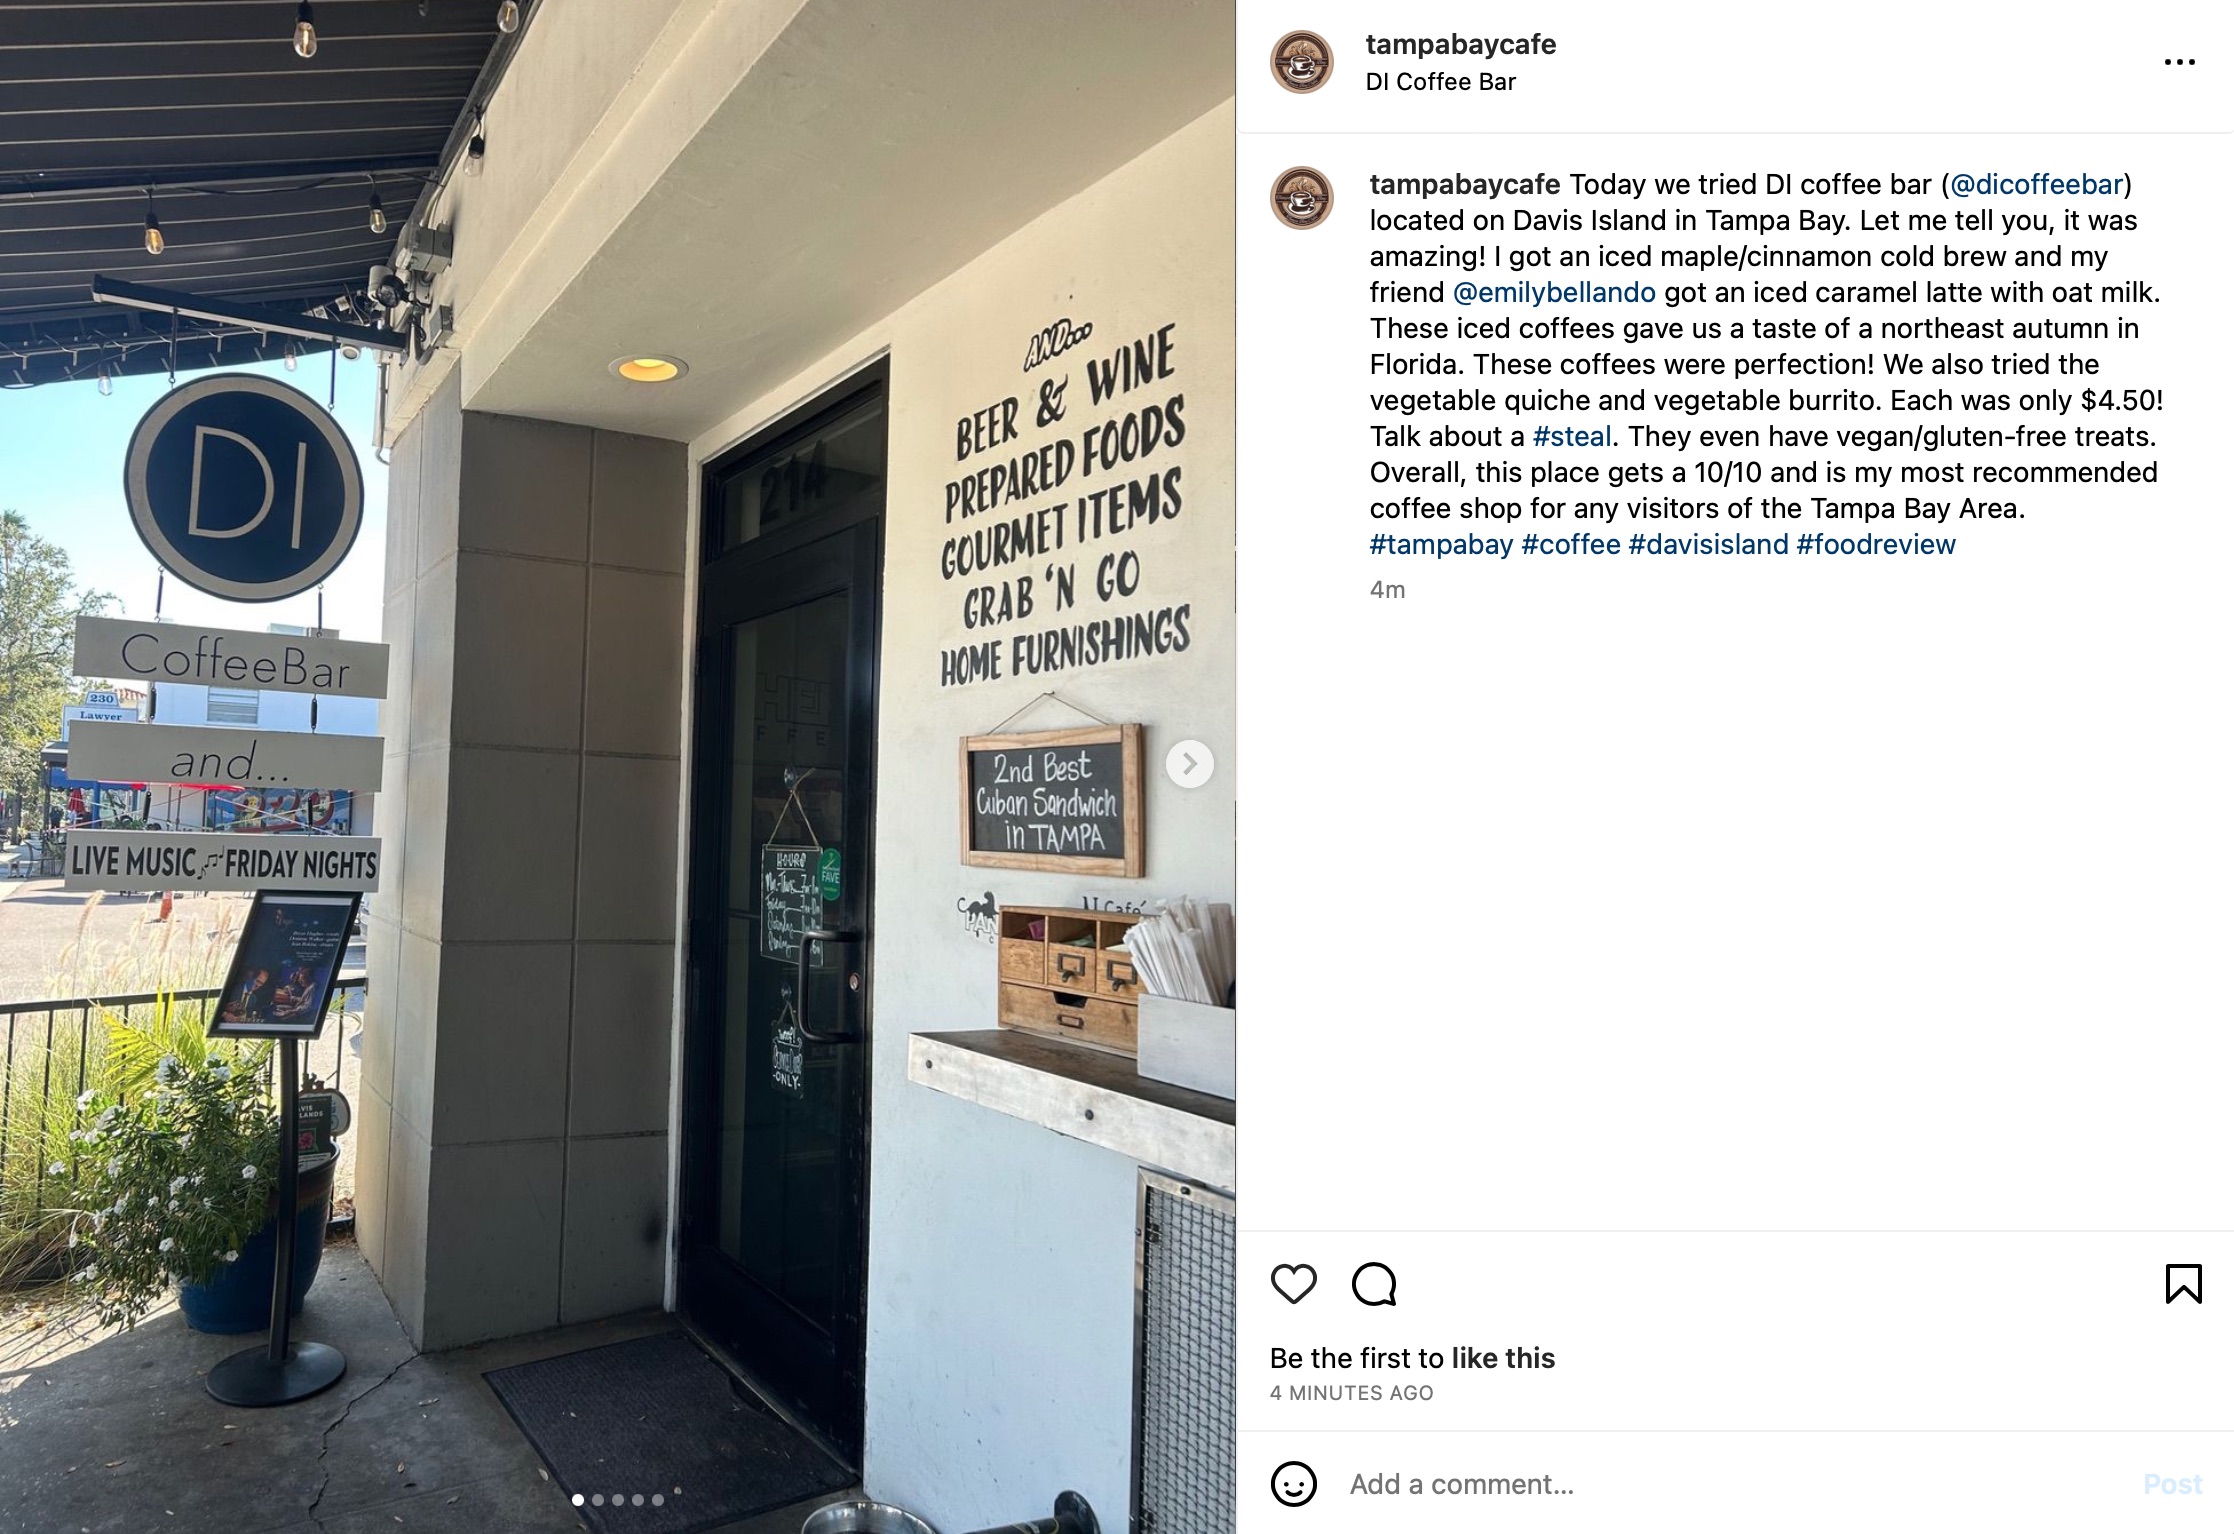 DI
CoffeeBar
230
Lawyer
and...
LIVE MUSIC FRIDAY NIGHTS
214
HOURS
FAVE
ONLY
AND...
BEER & WINE
PREPARED FOODS
GOURMET ITEMS
GRAB 'N GO
HOME FURNISHINGS
2nd Best
Cuban Sandwich
in TAMPA
tampabaycafe
DI Coffee Bar
tampabaycafe Today we tried DI coffee bar (@dicoffeebar)
located on Davis Island in Tampa Bay. Let me tell you, it was
amazing! I got an iced maple/cinnamon cold brew and my
friend @emilybellando got an iced caramel latte with oat milk.
These iced coffees gave us a taste of a northeast autumn in
Florida. These coffees were perfection! We also tried the
vegetable quiche and vegetable burrito. Each was only $4.50!
Talk about a #steal. They even have vegan/gluten-free treats.
Overall, this place gets a 10/10 and is my most recommended
coffee shop for any visitors of the Tampa Bay Area.
#tampabay #coffee #davisisland #foodreview
4m
Be the first to like this
4 MINUTES AGO
Add a comment...
Post